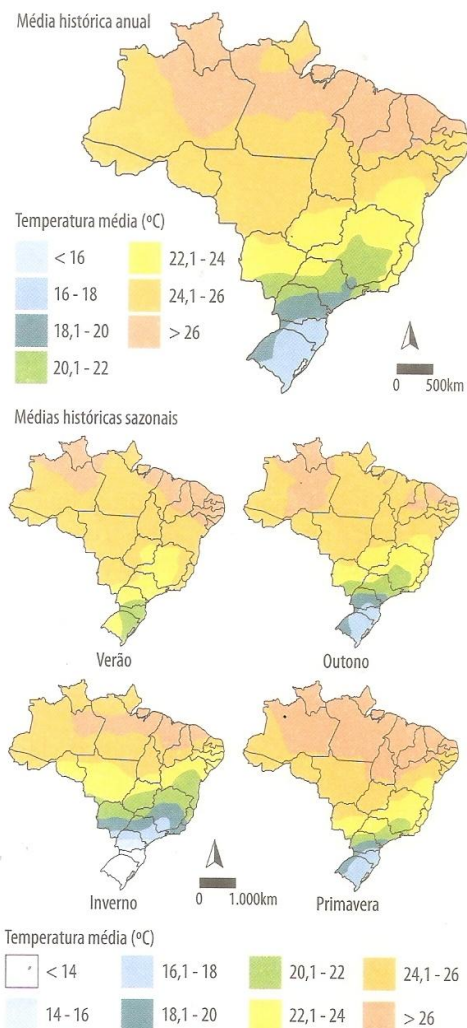 Média histórica anual
Temperatura média (ºC)
< 16
16 - 18
18,1 - 20
20,1 - 22
22,1 - 24
24,1 - 26
> 26
0 500km
Médias históricas sazonais
Verão
Outono
Inverno
0 1.000km
Primavera
Temperatura média (ºC)
< 14
16,1 - 18
20,1 - 22
24,1 - 26
14 - 16
18,1 - 20
22,1 - 24
> 26